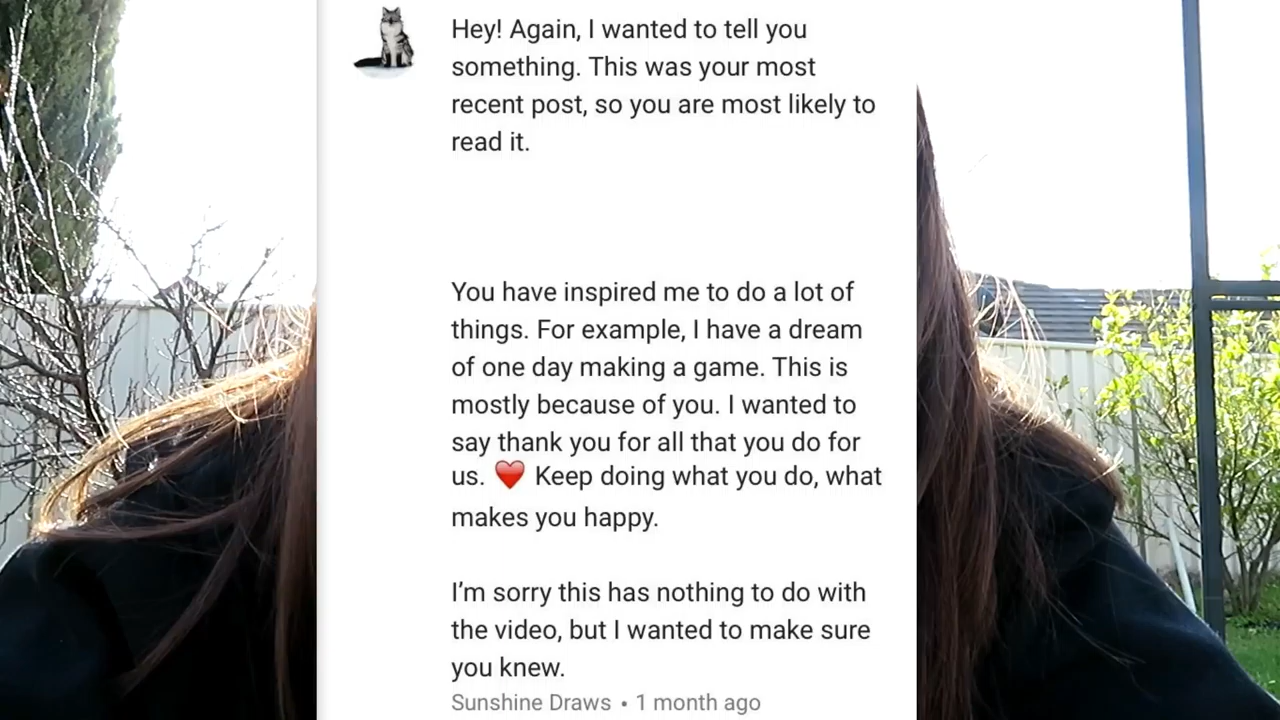 Hey! Again, I wanted to tell you
something. This was your most
recent post, so you are most likely to
read it.
You have inspired me to do a lot of
things. For example, I have a dream
of one day making a game. This is
mostly because of you. I wanted to
say thank you for all that you do for
us. ❤️ Keep doing what you do, what
makes you happy.
I’m sorry this has nothing to do with
the video, but I wanted to make sure
you knew.
Sunshine Draws • 1 month ago